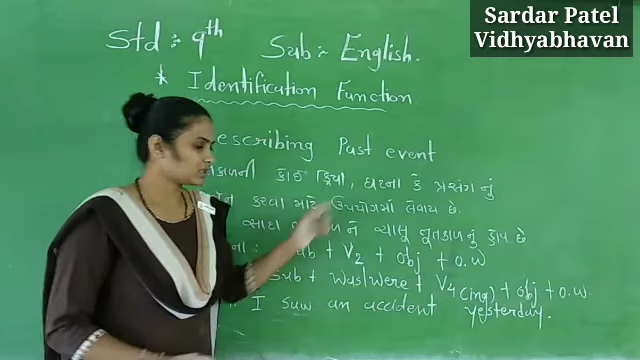 Sardar Patel
Vidhyabhavan
Std :- 9th Sub :- English.
* Identification Function
escribing Past event
કાળની કોઈ ક્રિયા, ઘટના કે પ્રસંગનું
કરવા માટે ઉપયોગમાં લેવાય છે.
સાદા ને ચાલુ ભૂતકાળનું હોય છે
ના : Sub + V2 + Obj + O.W
Sub + Was/Were + V4(ing) + Obj + O.W.
I Saw an accident yesterday.